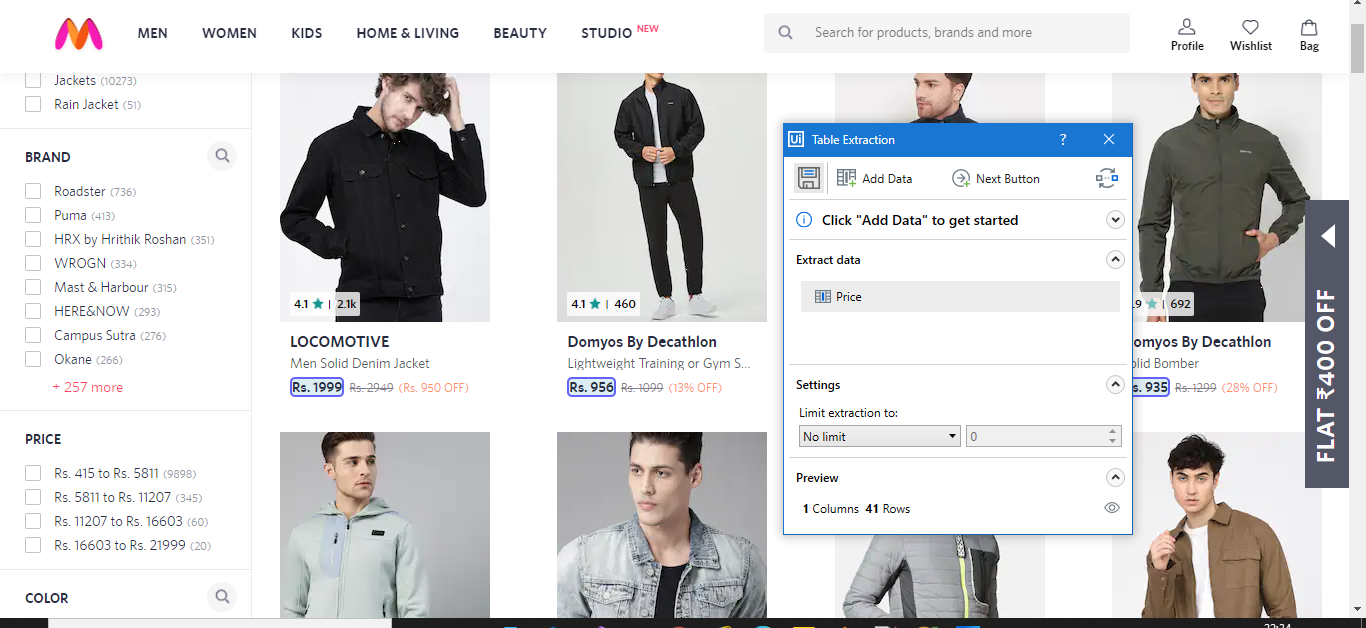 MEN WOMEN KIDS HOME & LIVING BEAUTY STUDIO NEW
Search for products, brands and more
Profile Wishlist Bag
Jackets (10273)
Rain Jacket (51)
BRAND
Roadster (736)
Puma (413)
HRX by Hrithik Roshan (351)
WROGN (334)
Mast & Harbour (315)
HERE&NOW (293)
Campus Sutra (276)
Okane (266)
+ 257 more
PRICE
Rs. 415 to Rs. 5811 (9898)
Rs. 5811 to Rs. 11207 (345)
Rs. 11207 to Rs. 16603 (60)
Rs. 16603 to Rs. 21999 (20)
COLOR
4.1 | 2.1k
LOCOMOTIVE
Men Solid Denim Jacket
Rs. 1999 Rs. 2949 (Rs. 950 OFF)
4.1 | 460
Domyos By Decathlon
Lightweight Training or Gym S...
Rs. 956 Rs. 1099 (13% OFF)
Ui Table Extraction ?
Add Data Next Button
Click "Add Data" to get started
Extract data
Price
Settings
Limit extraction to:
No limit 0
Preview
1 Columns 41 Rows
.9 | 692
omyos By Decathlon
olid Bomber
s. 935 Rs. 1299 (28% OFF)
FLAT ₹400 OFF